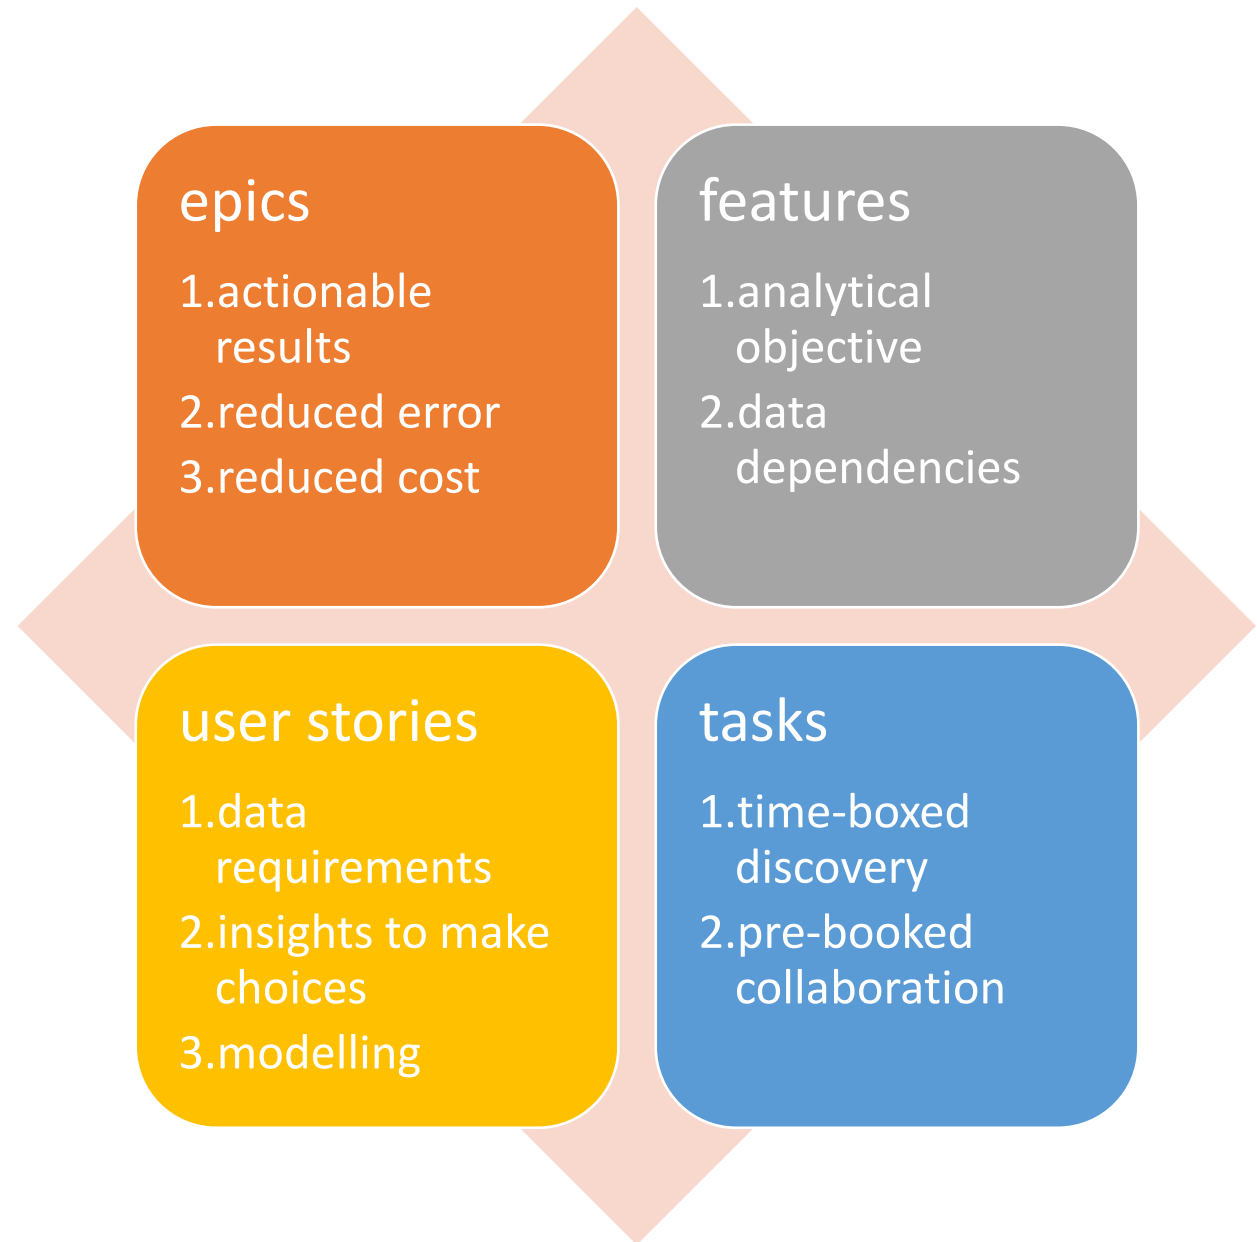 epics
1.actionable
results
2.reduced error
3.reduced cost
features
1.analytical
objective
2.data
dependencies
user stories
1.data
requirements
2.insights to make
choices
3.modelling
tasks
1.time-boxed
discovery
2.pre-booked
collaboration